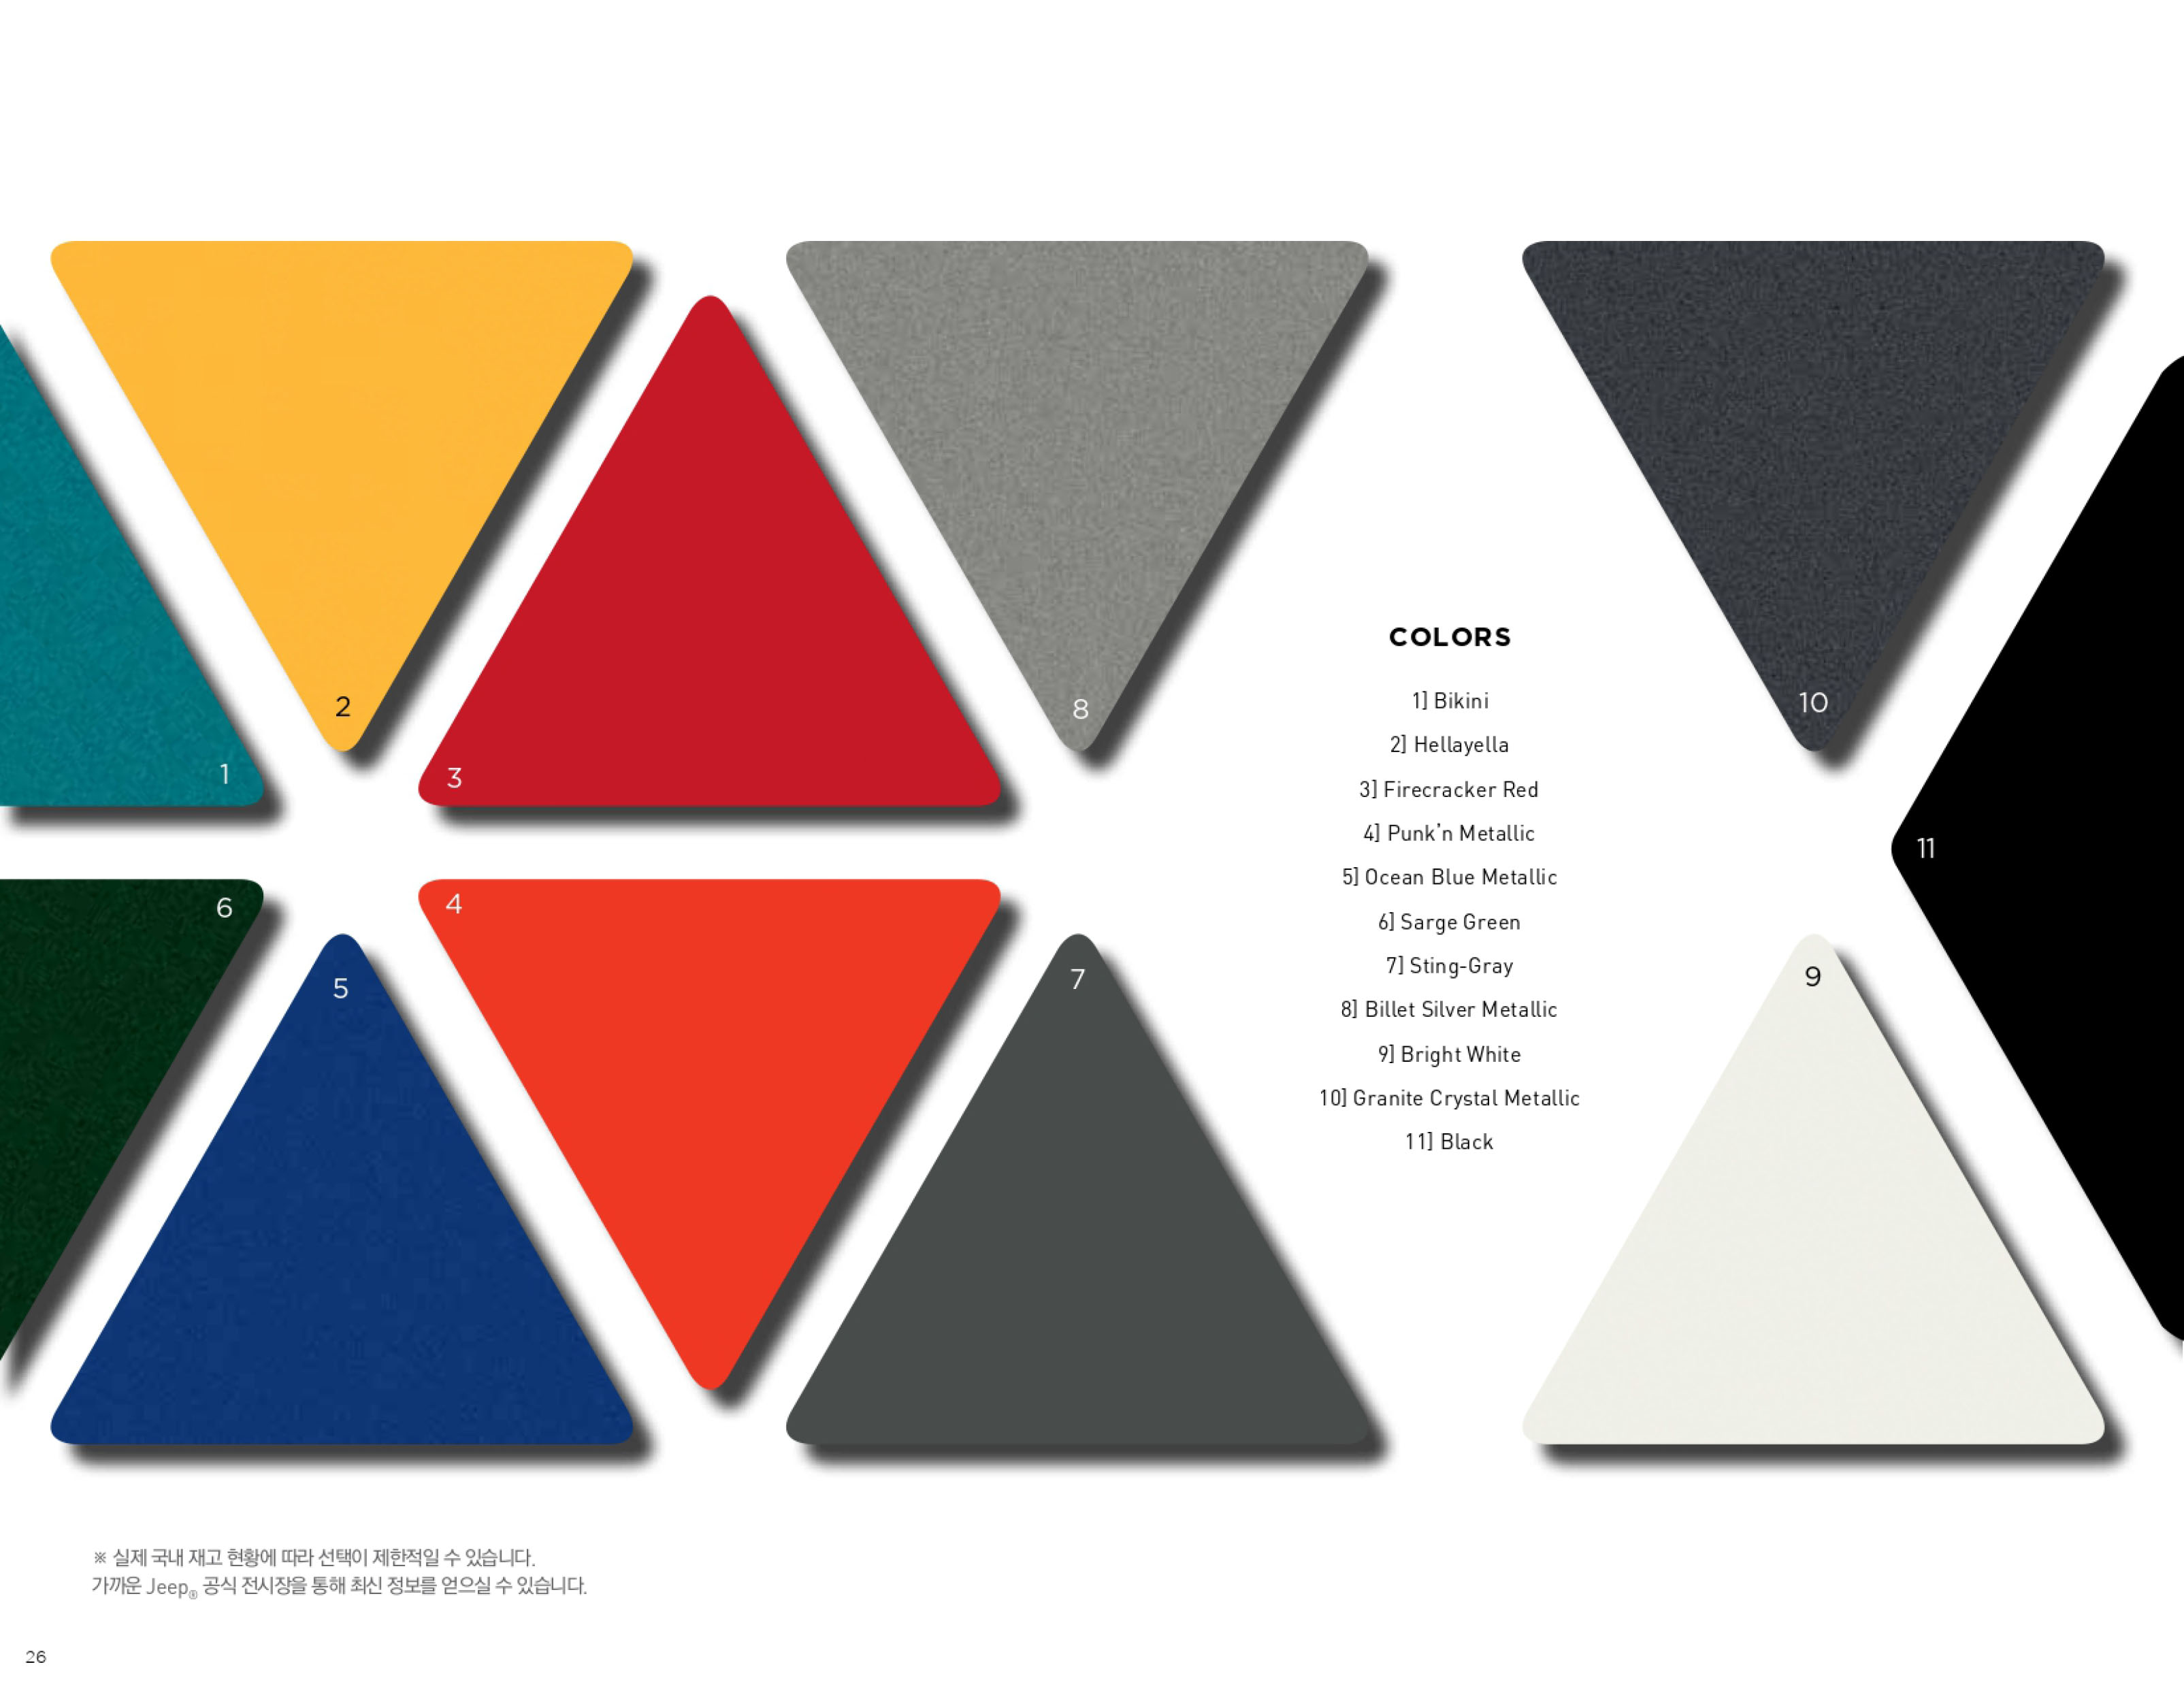 2
8
10
1
3
COLORS
1] Bikini
2] Hellayella
3] Firecracker Red
4] Punk'n Metallic
5] Ocean Blue Metallic
6] Sarge Green
7] Sting-Gray
8] Billet Silver Metallic
9] Bright White
10] Granite Crystal Metallic
11] Black
11
6
4
5
7
9
※ 실제 국내 재고 현황에 따라 선택이 제한적일 수 있습니다.
가까운 Jeep® 공식 전시장을 통해 최신 정보를 얻으실 수 있습니다.
26